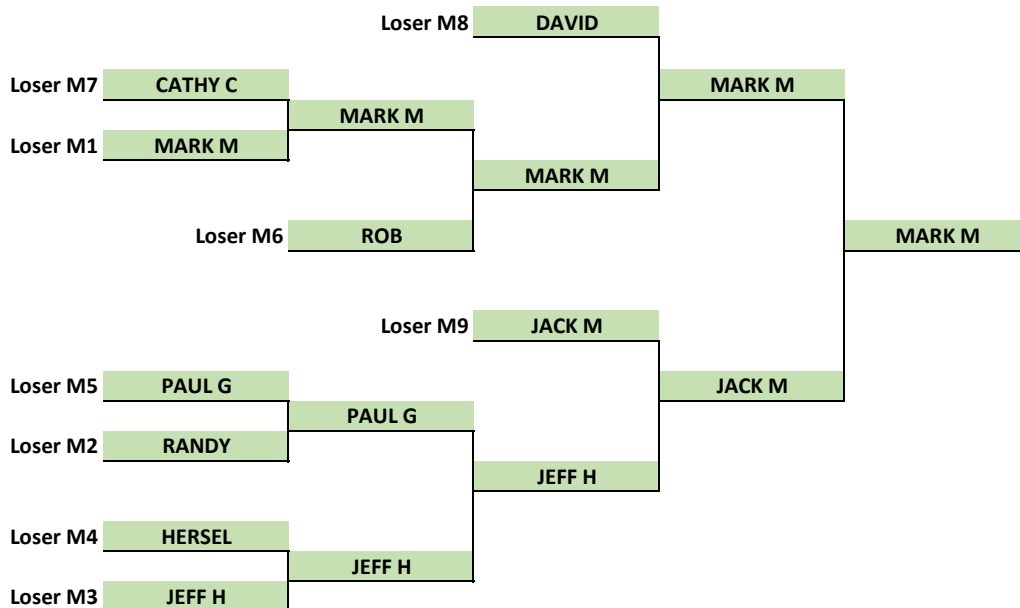 Loser M8 DAVID
Loser M7 CATHY C MARK M
MARK M
Loser M1 MARK M
MARK M
Loser M6 ROB MARK M
Loser M9 JACK M
Loser M5 PAUL G JACK M
PAUL G
Loser M2 RANDY
JEFF H
Loser M4 HERSEL
JEFF H
Loser M3 JEFF H